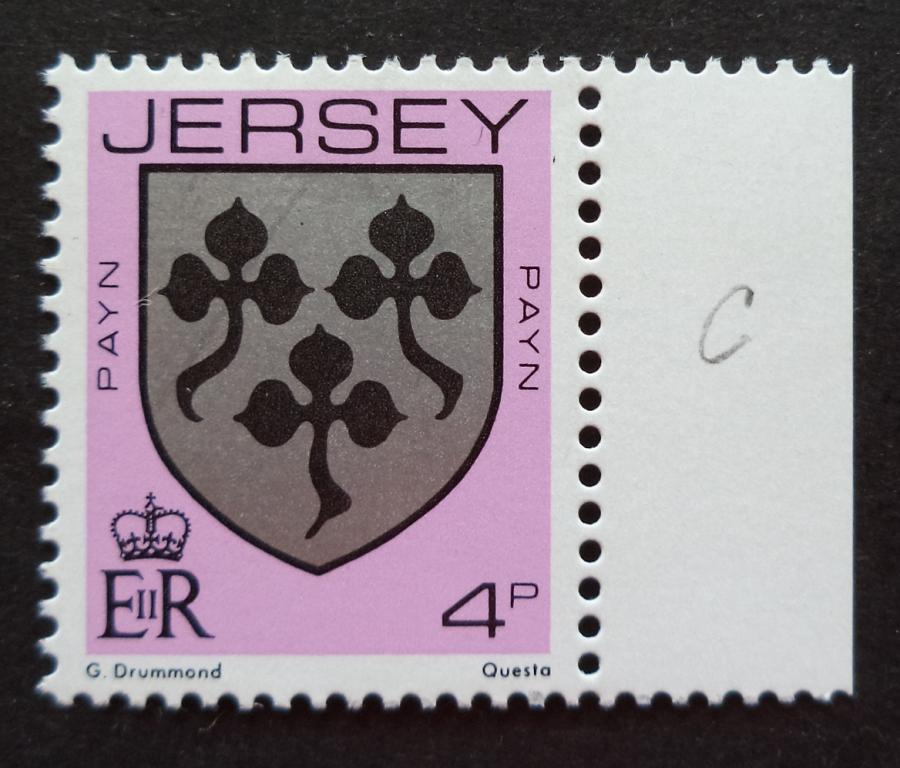 JERSEY
PAYN
PAYN
C
EIIR
4P
G. Drummond
Questa